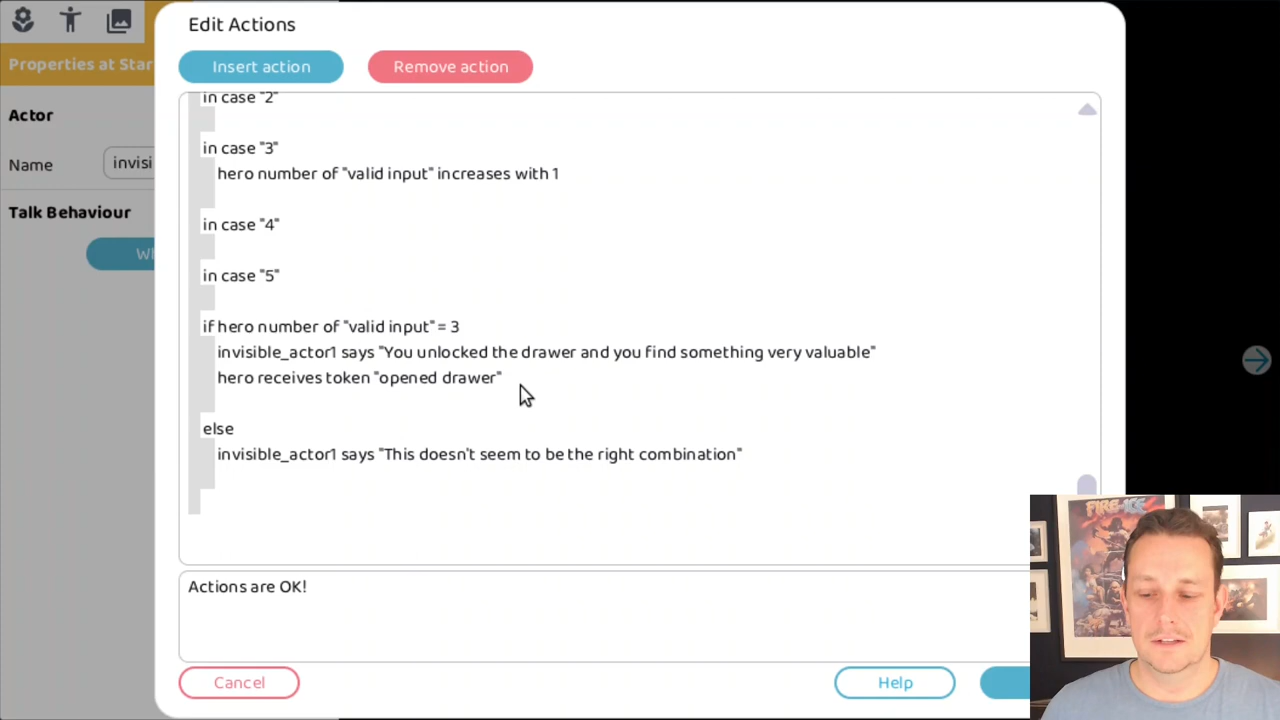 Edit Actions
Properties at Star
Insert action
Remove action
in case "2"
Actor
in case "3"
Name
invisi
hero number of "valid input" increases with 1
Talk Behaviour
in case "4"
Wh
in case "5"
if hero number of "valid input" = 3
invisible_actor1 says "You unlocked the drawer and you find something very valuable"
hero receives token "opened drawer"
else
invisible_actor1 says "This doesn't seem to be the right combination"
Actions are OK!
Cancel
Help
FIRE ICE